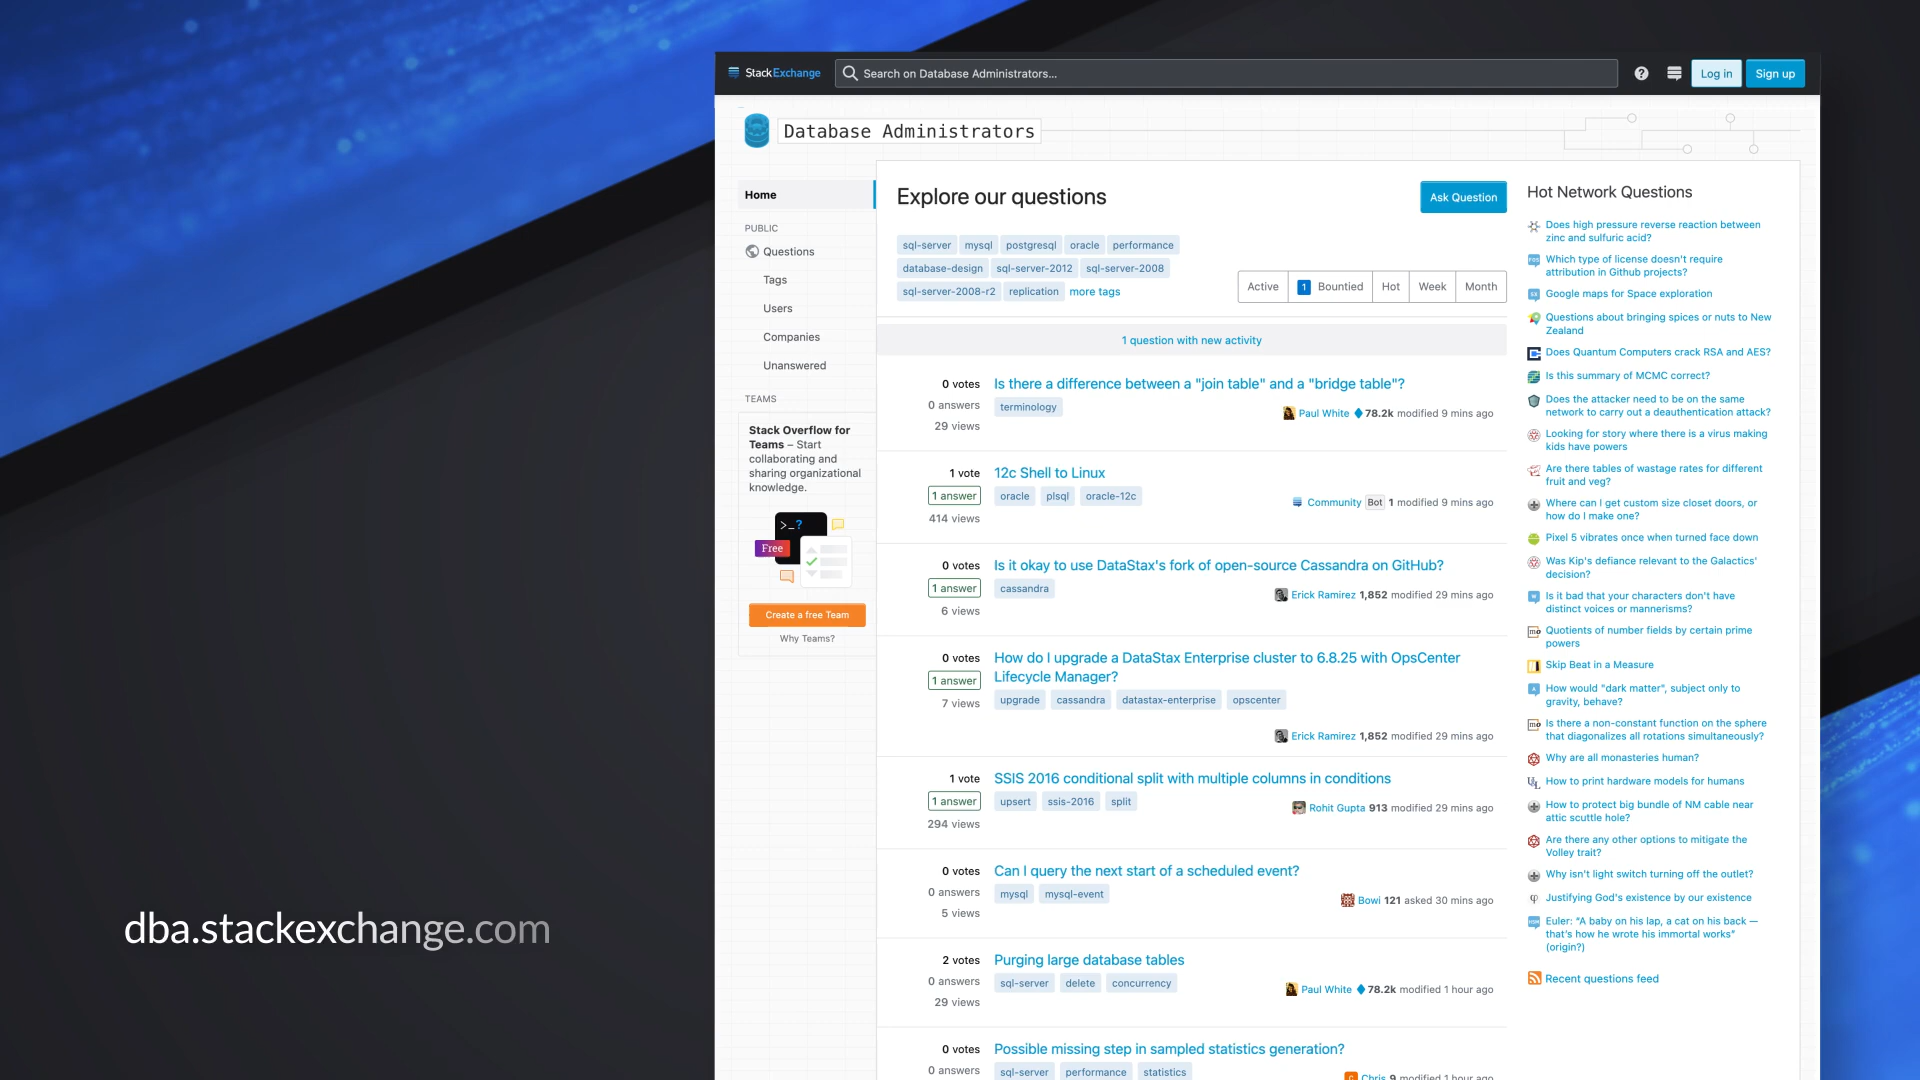 StackExchange
Search on Database Administrators...
Log in
Sign up
Database Administrators
Home
PUBLIC
Questions
Tags
Users
Companies
Unanswered
TEAMS
Stack Overflow for
Teams – Start
collaborating and
sharing organizational
knowledge.
>_?
Free
Create a free Team
Why Teams?
Explore our questions
Ask Question
sql-server mysql postgresql oracle performance
database-design sql-server-2012 sql-server-2008
sql-server-2008-r2 replication more tags
Active 1 Bountied Hot Week Month
1 question with new activity
0 votes
0 answers
29 views
Is there a difference between a "join table" and a "bridge table"?
terminology
Paul White 78.2k modified 9 mins ago
1 vote
1 answer
414 views
12c Shell to Linux
oracle plsql oracle-12c
Community Bot 1 modified 9 mins ago
0 votes
1 answer
6 views
Is it okay to use DataStax's fork of open-source Cassandra on GitHub?
cassandra
Erick Ramirez 1,852 modified 29 mins ago
0 votes
1 answer
7 views
How do I upgrade a DataStax Enterprise cluster to 6.8.25 with OpsCenter
Lifecycle Manager?
upgrade cassandra datastax-enterprise opscenter
Erick Ramirez 1,852 modified 29 mins ago
1 vote
1 answer
294 views
SSIS 2016 conditional split with multiple columns in conditions
upsert ssis-2016 split
Rohit Gupta 913 modified 29 mins ago
0 votes
0 answers
5 views
Can I query the next start of a scheduled event?
mysql mysql-event
Bowi 121 asked 30 mins ago
2 votes
0 answers
29 views
Purging large database tables
sql-server delete concurrency
Paul White 78.2k modified 1 hour ago
0 votes
0 answers
Possible missing step in sampled statistics generation?
sql-server performance statistics
Chris 9 modified 1 hour ago
Hot Network Questions
Does high pressure reverse reaction between
zinc and sulfuric acid?
Which type of license doesn't require
attribution in Github projects?
Google maps for Space exploration
Questions about bringing spices or nuts to New
Zealand
Does Quantum Computers crack RSA and AES?
Is this summary of MCMC correct?
Does the attacker need to be on the same
network to carry out a deauthentication attack?
Looking for story where there is a virus making
kids have powers
Are there tables of wastage rates for different
fruit and veg?
Where can I get custom size closet doors, or
how do I make one?
Pixel 5 vibrates once when turned face down
Was Kip's defiance relevant to the Galactics'
decision?
Is it bad that your characters don't have
distinct voices or mannerisms?
Quotients of number fields by certain prime
powers
Skip Beat in a Measure
How would "dark matter", subject only to
gravity, behave?
Is there a non-constant function on the sphere
that diagonalizes all rotations simultaneously?
Why are all monasteries human?
How to print hardware models for humans
How to protect big bundle of NM cable near
attic scuttle hole?
Are there any other options to mitigate the
Volley trait?
Why isn't light switch turning off the outlet?
Justifying God's existence by our existence
Euler: “A baby on his lap, a cat on his back —
that’s how he wrote his immortal works”
(origin?)
Recent questions feed
dba.stackexchange.com